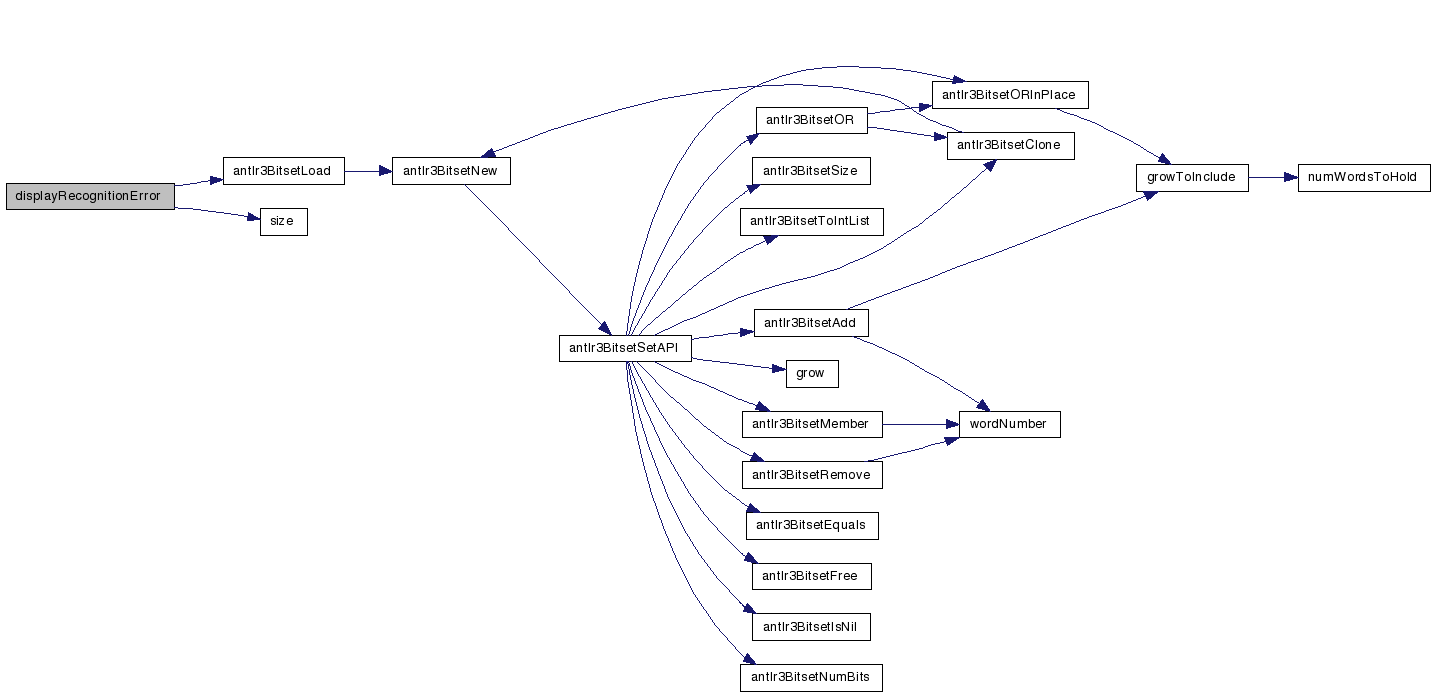 displayRecognitionError
antlr3BitsetLoad
size
antlr3BitsetNew
antlr3BitsetSetAPI
antlr3BitsetOR
antlr3BitsetSize
antlr3BitsetToIntList
antlr3BitsetAdd
grow
antlr3BitsetMember
antlr3BitsetRemove
antlr3BitsetEquals
antlr3BitsetFree
antlr3BitsetIsNil
antlr3BitsetNumBits
antlr3BitsetORInPlace
antlr3BitsetClone
wordNumber
growToInclude
numWordsToHold